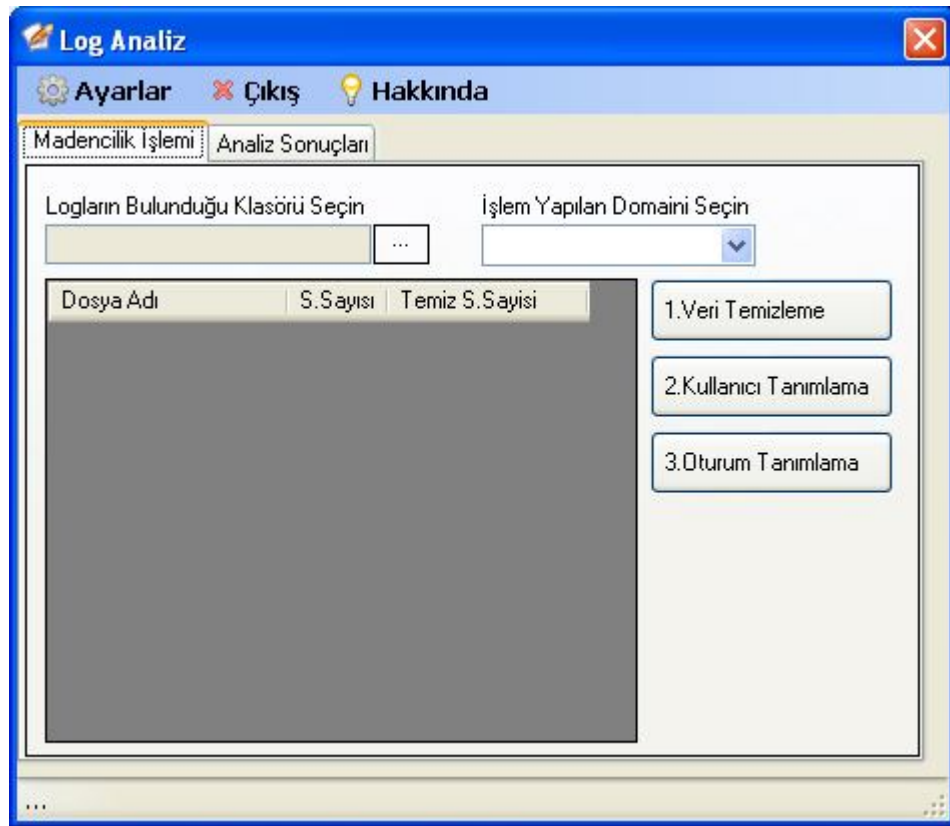 Log Analiz
Ayarlar Çıkış Hakkında
Madencilik İşlemi Analiz Sonuçları
Logların Bulunduğu Klasörü Seçin İşlem Yapılan Domaini Seçin
...
Dosya Adı S.Sayısı Temiz S.Sayisi
1.Veri Temizleme
2.Kullanıcı Tanımlama
3.Oturum Tanımlama
...